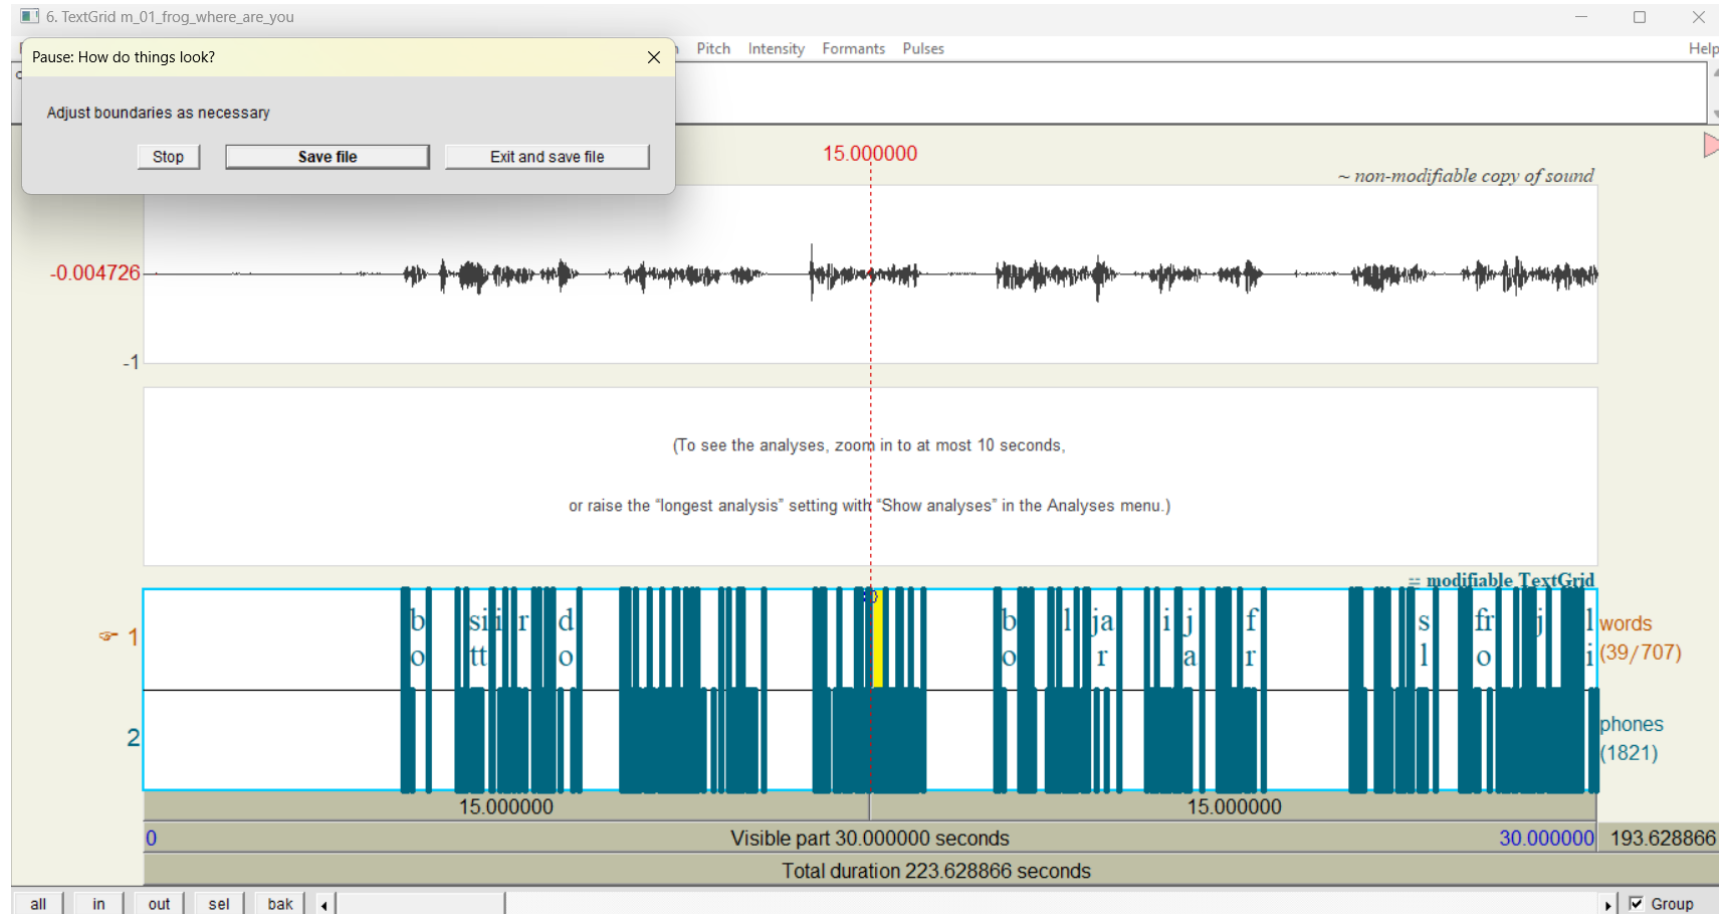 6. TextGrid m_01_frog_where_are_you
Pitch Intensity Formants Pulses Help
Pause: How do things look?
Adjust boundaries as necessary
Stop Save file Exit and save file
15.000000
~ non-modifiable copy of sound
-0.004726
-1
(To see the analyses, zoom in to at most 10 seconds,
or raise the “longest analysis” setting with “Show analyses” in the Analyses menu.)
= modifiable TextGrid
b si i r d b l ja i j f s fr j l
o tt o o r a r l o i
1 words
(39/707)
2 phones
(1821)
15.000000 15.000000
0 Visible part 30.000000 seconds 30.000000 193.628866
Total duration 223.628866 seconds
all in out sel bak Group